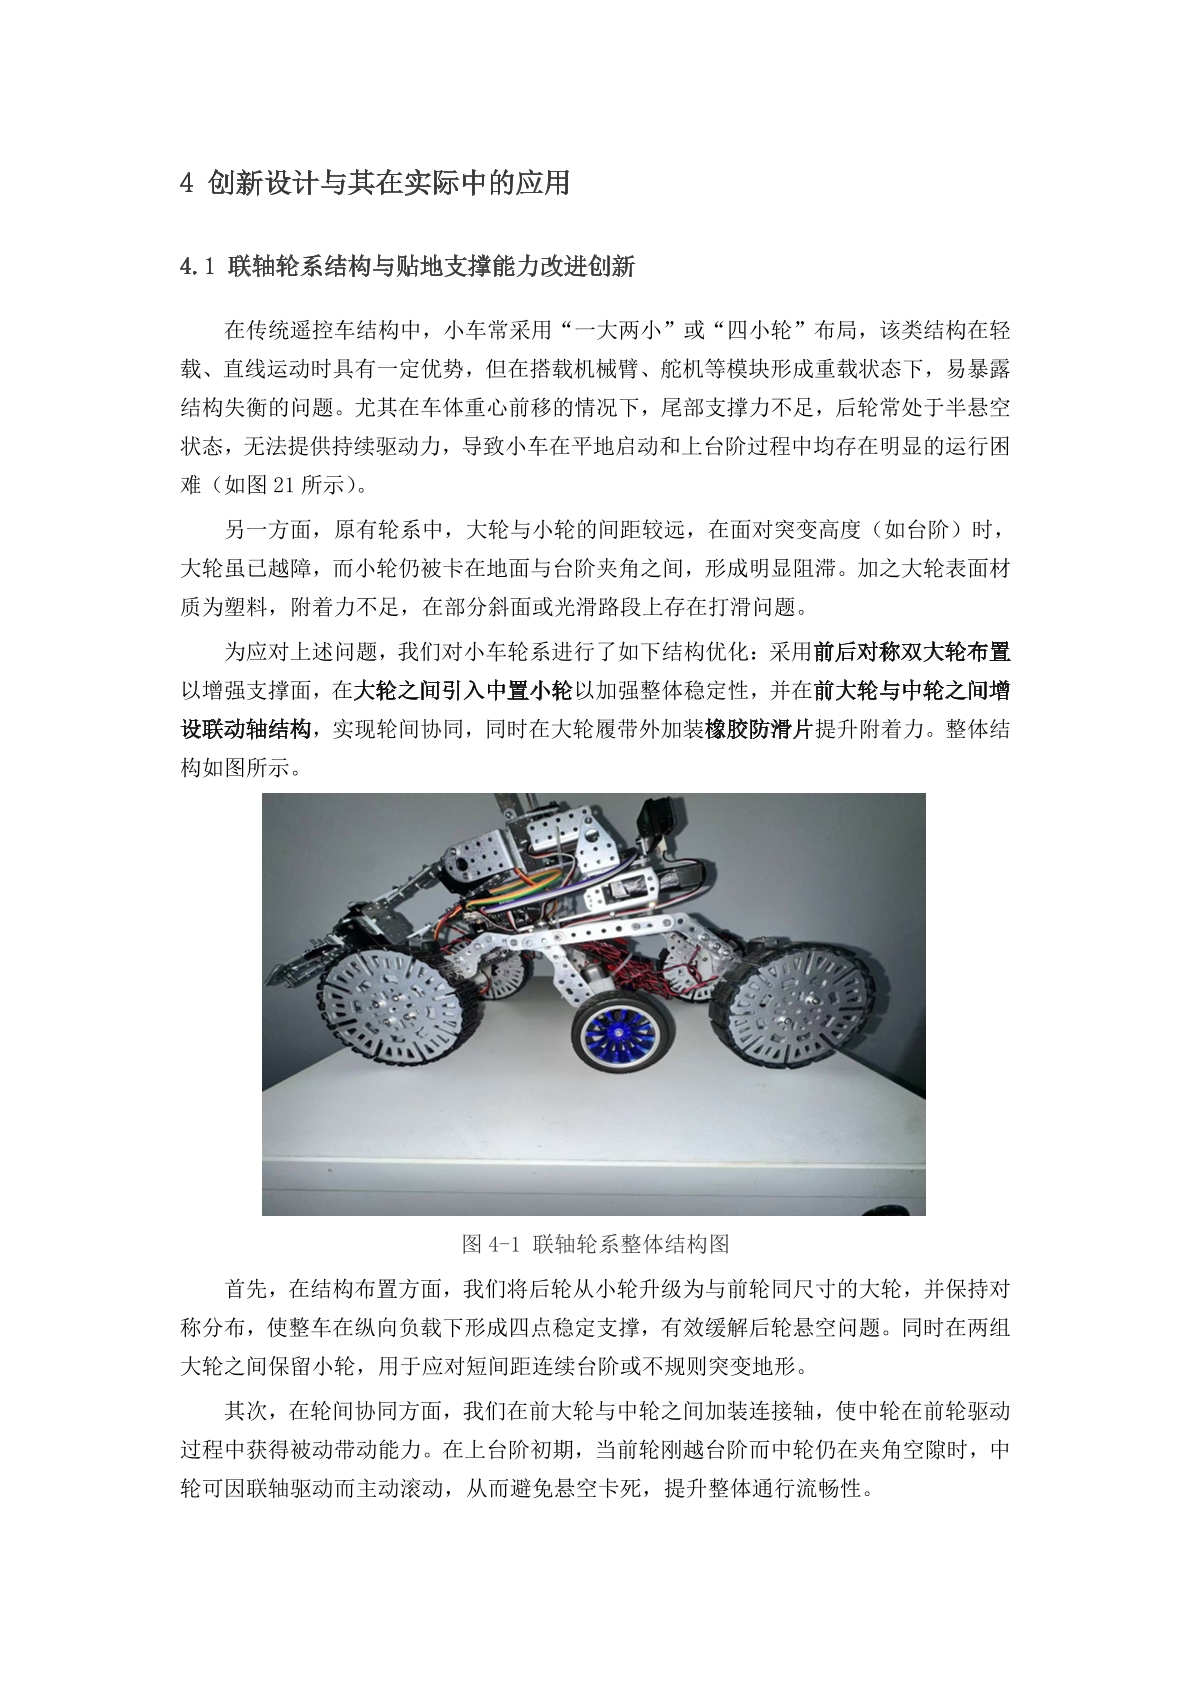 4 创新设计与其在实际中的应用
4.1 联轴轮系结构与贴地支撑能力改进创新
在传统遥控车结构中，小车常采用“一大两小”或“四小轮”布局，该类结构在轻
载、直线运动时具有一定优势，但在搭载机械臂、舵机等模块形成重载状态下，易暴露
结构失衡的问题。尤其在车体重心前移的情况下，尾部支撑力不足，后轮常处于半悬空
状态，无法提供持续驱动力，导致小车在平地启动和上台阶过程中均存在明显的运行困
难（如图 21 所示）。
另一方面，原有轮系中，大轮与小轮的间距较远，在面对突变高度（如台阶）时，
大轮虽已越障，而小轮仍被卡在地面与台阶夹角之间，形成明显阻滞。加之大轮表面材
质为塑料，附着力不足，在部分斜面或光滑路段上存在打滑问题。
为应对上述问题，我们对小车轮系进行了如下结构优化：采用前后对称双大轮布置
以增强支撑面，在大轮之间引入中置小轮以加强整体稳定性，并在前大轮与中轮之间增
设联动轴结构，实现轮间协同，同时在大轮履带外加装橡胶防滑片提升附着力。整体结
构如图所示。
图 4-1 联轴轮系整体结构图
首先，在结构布置方面，我们将后轮从小轮升级为与前轮同尺寸的大轮，并保持对
称分布，使整车在纵向负载下形成四点稳定支撑，有效缓解后轮悬空问题。同时在两组
大轮之间保留小轮，用于应对短间距连续台阶或不规则突变地形。
其次，在轮间协同方面，我们在前大轮与中轮之间加装连接轴，使中轮在前轮驱动
过程中获得被动带动能力。在上台阶初期，当前轮刚越台阶而中轮仍在夹角空隙时，中
轮可因联轴驱动而主动滚动，从而避免悬空卡死，提升整体通行流畅性。